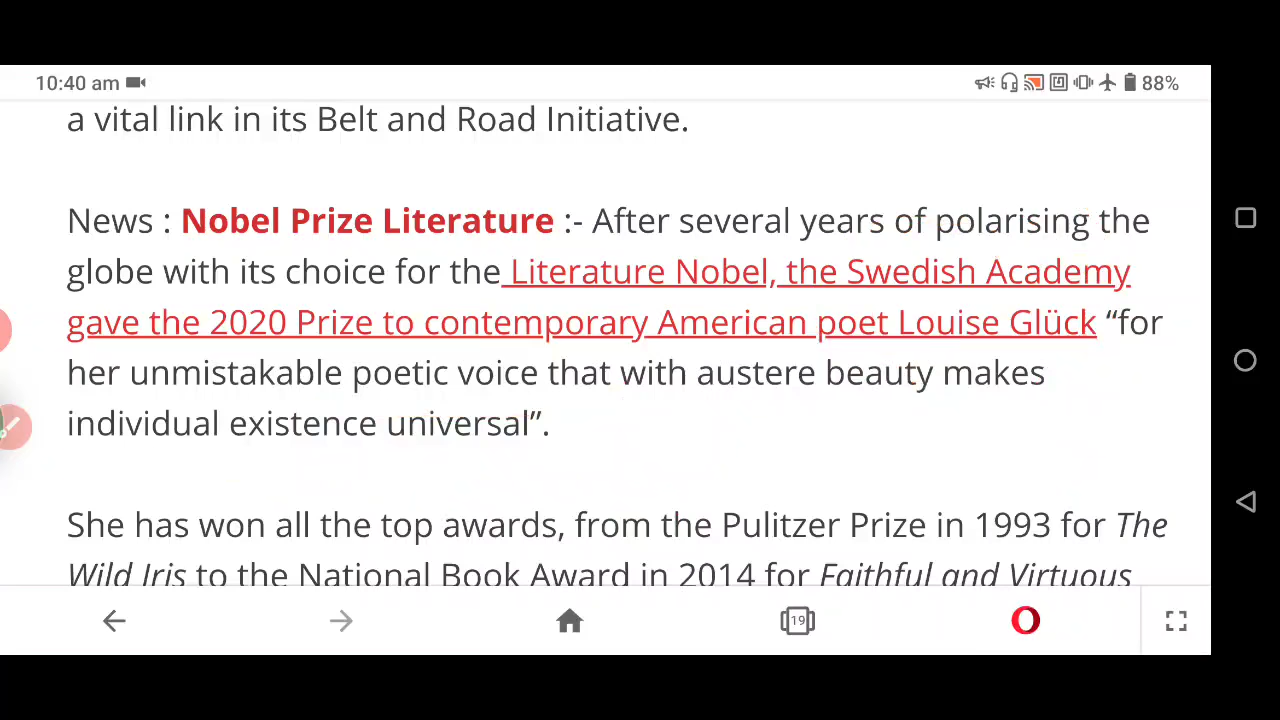 10:40 am
88%
a vital link in its Belt and Road Initiative.
News : Nobel Prize Literature :- After several years of polarising the
globe with its choice for the Literature Nobel, the Swedish Academy
gave the 2020 Prize to contemporary American poet Louise Glück “for
her unmistakable poetic voice that with austere beauty makes
individual existence universal”.
She has won all the top awards, from the Pulitzer Prize in 1993 for The
Wild Iris to the National Book Award in 2014 for Faithful and Virtuous
19